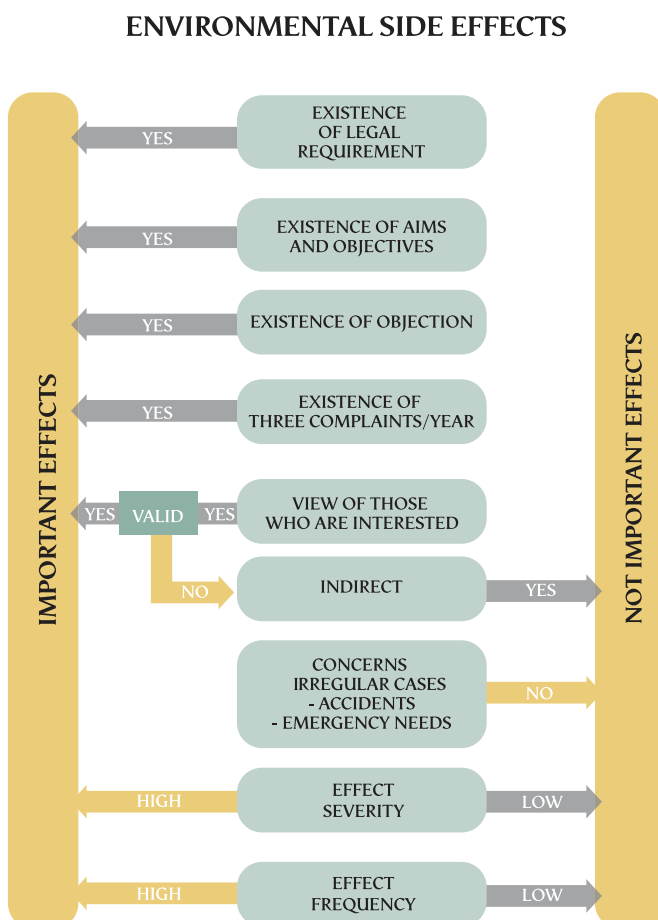 ENVIRONMENTAL SIDE EFFECTS
EXISTENCE
OF LEGAL
REQUIREMENT
YES
EXISTENCE OF AIMS
AND OBJECTIVES
YES
EXISTENCE OF OBJECTION
YES
EXISTENCE OF
THREE COMPLAINTS/YEAR
YES
VIEW OF THOSE
WHO ARE INTERESTED
YES
VALID
YES
NO
INDIRECT
YES
CONCERNS
IRREGULAR CASES
- ACCIDENTS
- EMERGENCY NEEDS
NO
EFFECT
SEVERITY
HIGH
LOW
EFFECT
FREQUENCY
HIGH
LOW
IMPORTANT EFFECTS
NOT IMPORTANT EFFECTS